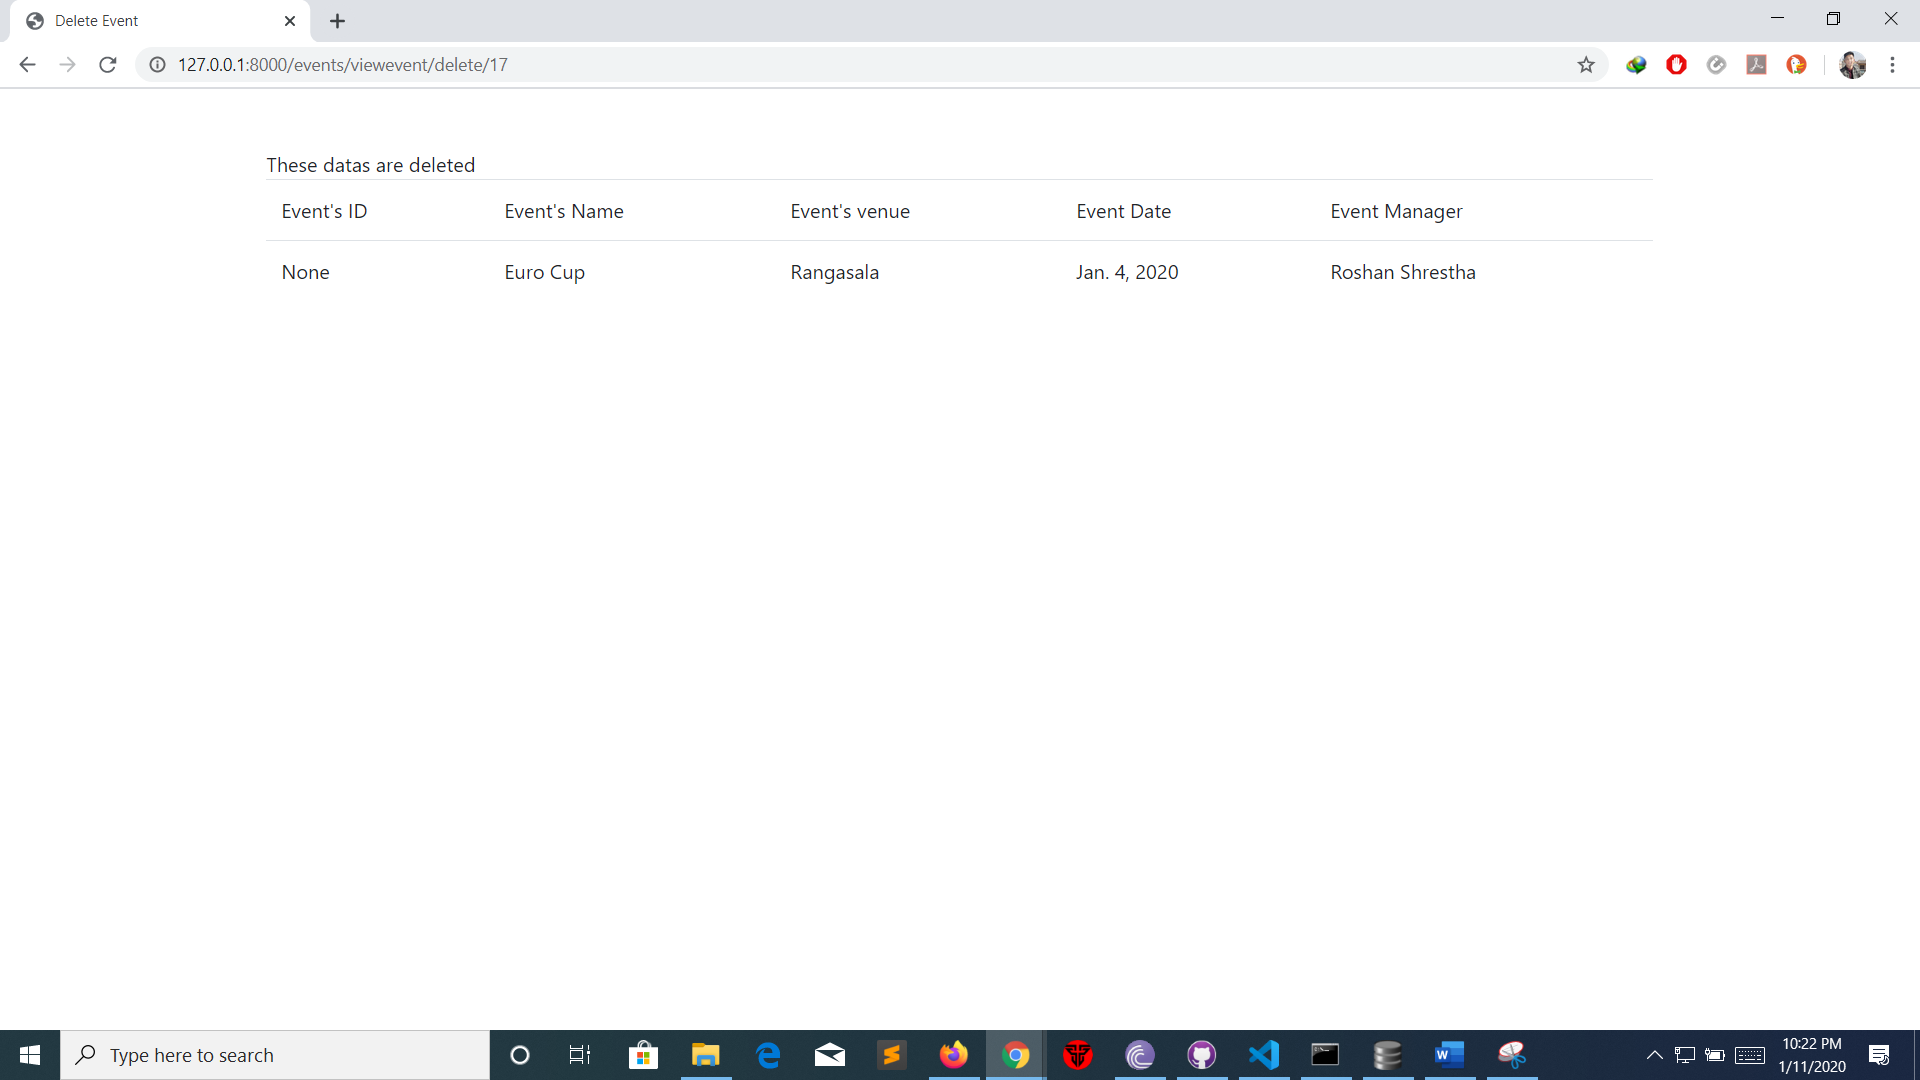 Delete Event
127.0.0.1:8000/events/viewevent/delete/17
These datas are deleted
Event's ID Event's Name Event's venue Event Date Event Manager
None Euro Cup Rangasala Jan. 4, 2020 Roshan Shrestha
Type here to search
10:22 PM
1/11/2020